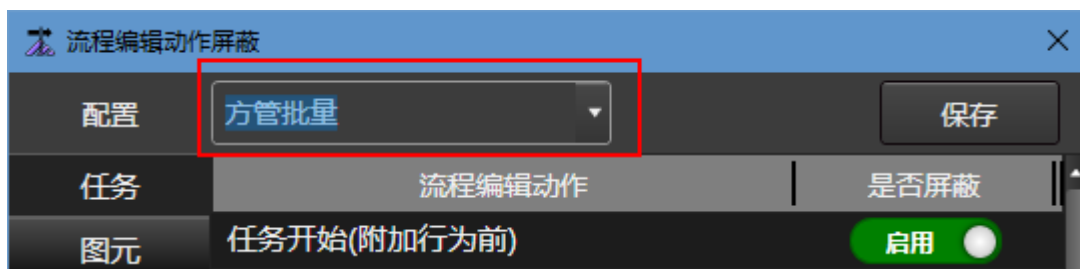 流程编辑动作屏蔽
配置 方管批量 保存
任务 流程编辑动作 是否屏蔽
图元 任务开始(附加行为前) 启用